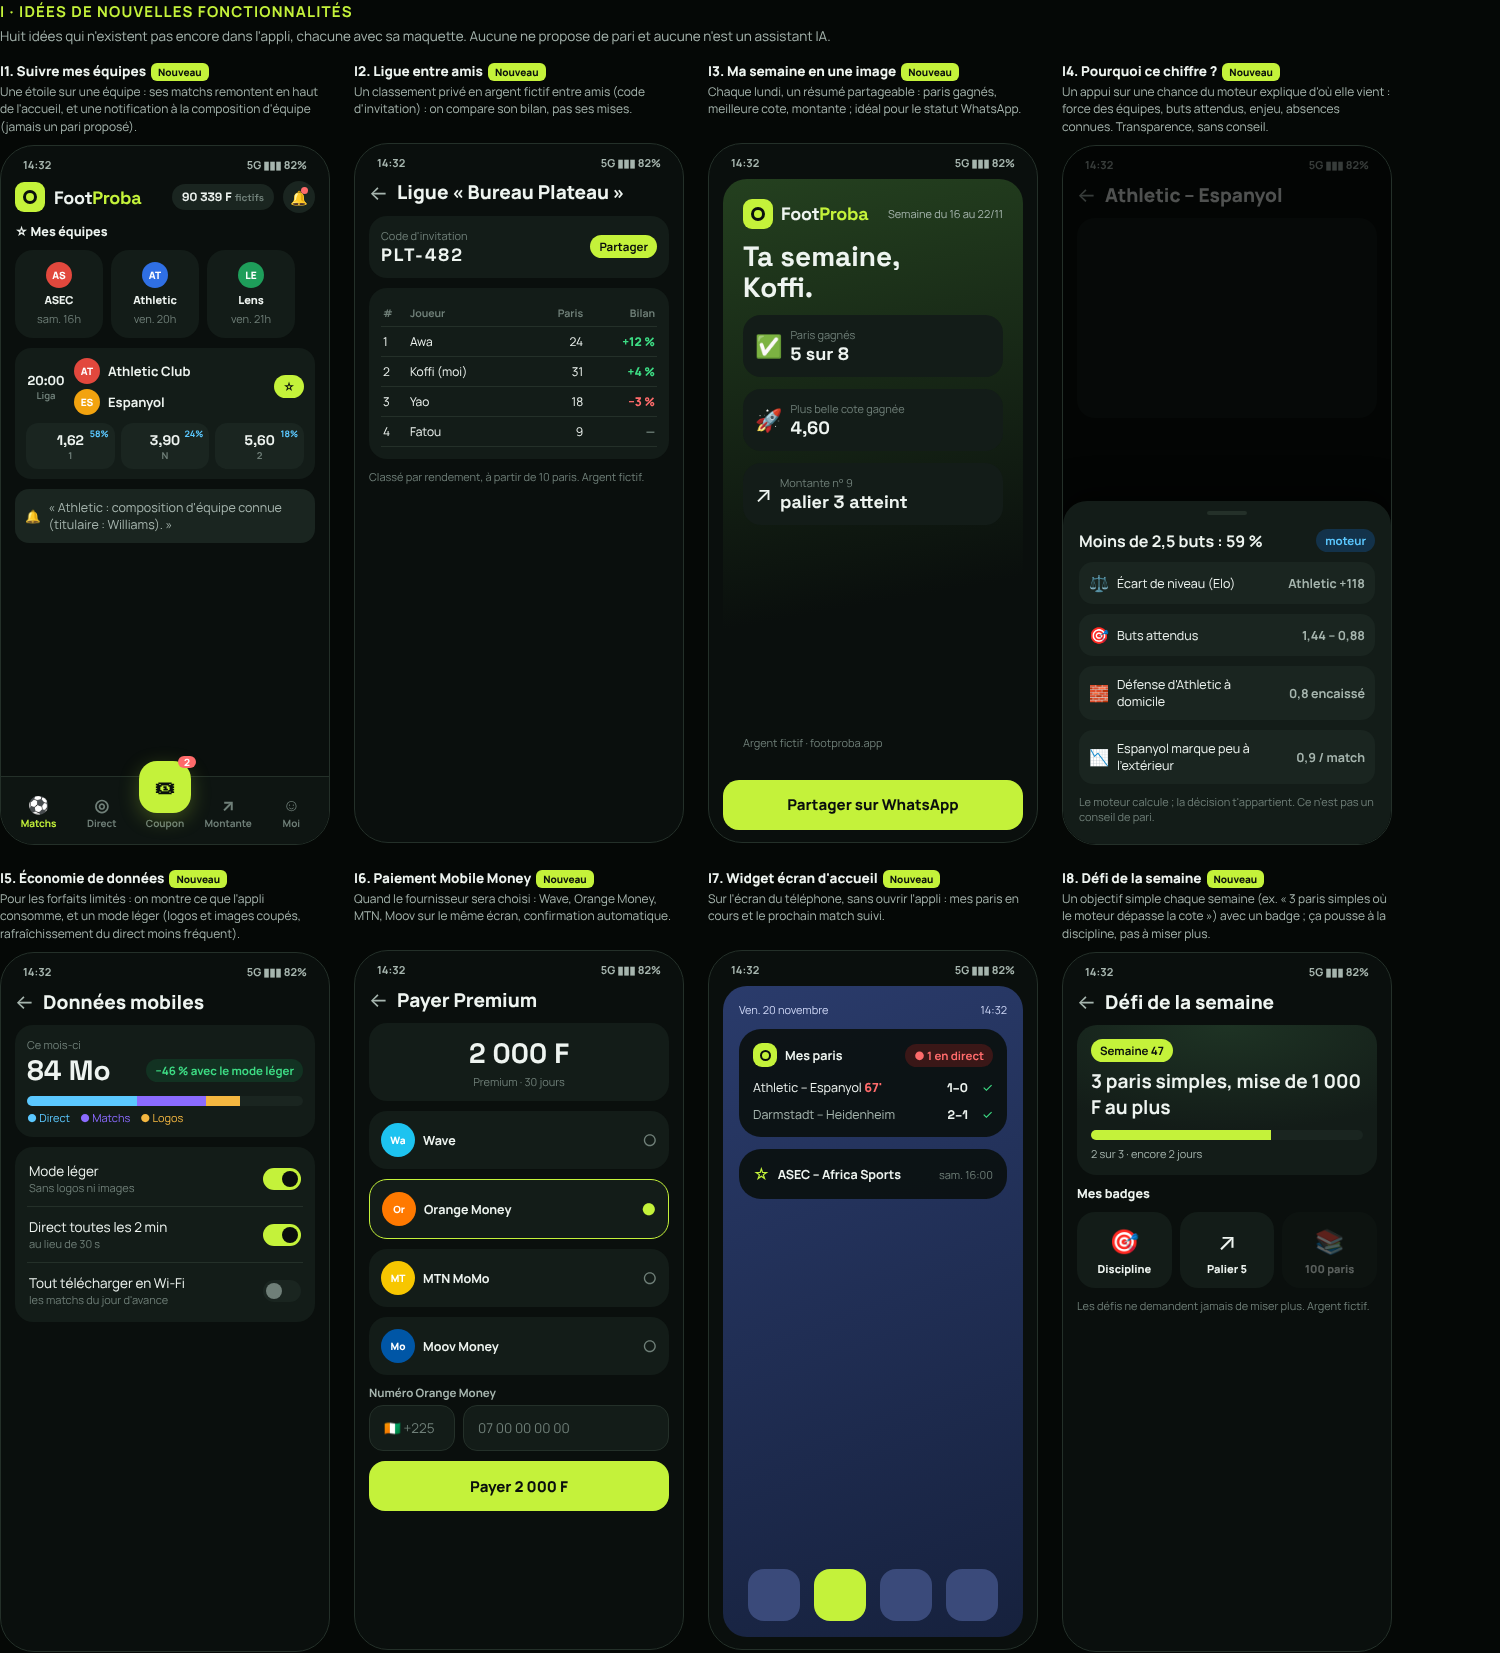 I · IDÉES DE NOUVELLES FONCTIONNALITÉS
Huit idées qui n'existent pas encore dans l'appli, chacune avec sa maquette. Aucune ne propose de pari et aucune n'est un assistant IA.
I1. Suivre mes équipes Nouveau
Une étoile sur une équipe : ses matchs remontent en haut
de l'accueil, et une notification à la composition d'équipe
(jamais un pari proposé).
14:32 5G 82%
FootProba 90 339 F fictifs
☆ Mes équipes
AS AT LE
ASEC Athletic Lens
sam. 16h ven. 20h ven. 21h
20:00 AT Athletic Club
Liga ES Espagnol
1,62 58% 3,90 24% 5,60 18%
1 N 2
« Athletic : composition d'équipe connue
(titulaire : Williams). »
2
Matchs Direct Coupon Montante Moi
I2. Ligue entre amis Nouveau
Un classement privé en argent fictif entre amis (code
d'invitation) : on compare son bilan, pas ses mises.
14:32 5G 82%
← Ligue « Bureau Plateau »
Code d'invitation
PLT-482 Partager
# Joueur Paris Bilan
1 Awa 24 +12 %
2 Koffi (moi) 31 +4 %
3 Yao 18 −3 %
4 Fatou 9 —
Classé par rendement, à partir de 10 paris. Argent fictif.
I3. Ma semaine en une image Nouveau
Chaque lundi, un résumé partageable : paris gagnés,
meilleure cote, montante ; idéal pour le statut WhatsApp.
14:32 5G 82%
FootProba Semaine du 16 au 22/11
Ta semaine,
Koffi.
Paris gagnés
5 sur 8
Plus belle cote gagnée
4,60
Montante n° 9
palier 3 atteint
Argent fictif · footproba.app
Partager sur WhatsApp
I4. Pourquoi ce chiffre ? Nouveau
Un appui sur une chance du moteur explique d'où elle vient :
force des équipes, buts attendus, enjeu, absences
connues. Transparence, sans conseil.
14:32 5G 82%
← Athletic – Espanyol
Moins de 2,5 buts : 59 % moteur
Écart de niveau (Elo) Athletic +118
Buts attendus 1,44 – 0,88
Défense d'Athletic à
domicile 0,8 encaissé
Espanyol marque peu à
l'extérieur 0,9 / match
Le moteur calcule ; la décision t'appartient. Ce n'est pas un
conseil de pari.
I5. Économie de données Nouveau
Pour les forfaits limités : on montre ce que l'appli
consomme, et un mode léger (logos et images coupés,
rafraîchissement du direct moins fréquent).
14:32 5G 82%
← Données mobiles
Ce mois-ci
84 Mo −46 % avec le mode léger
Direct Matchs Logos
Mode léger
Sans logos ni images
Direct toutes les 2 min
au lieu de 30 s
Tout télécharger en Wi-Fi
les matchs du jour d'avance
I6. Paiement Mobile Money Nouveau
Quand le fournisseur sera choisi : Wave, Orange Money,
MTN, Moov sur le même écran, confirmation automatique.
14:32 5G 82%
← Payer Premium
2 000 F
Premium · 30 jours
Wa Wave
Or Orange Money
MT MTN MoMo
Mo Moov Money
Numéro Orange Money
+225 07 00 00 00 00
Payer 2 000 F
I7. Widget écran d'accueil Nouveau
Sur l'écran du téléphone, sans ouvrir l'appli : mes paris en
cours et le prochain match suivi.
14:32 5G 82%
Ven. 20 novembre 14:32
Mes paris 1 en direct
Athletic – Espanyol 67' 1–0 ✓
Darmstadt – Heidenheim 2–1 ✓
☆ ASEC – Africa Sports sam. 16:00
I8. Défi de la semaine Nouveau
Un objectif simple chaque semaine (ex. « 3 paris simples où
le moteur dépasse la cote ») avec un badge ; ça pousse à la
discipline, pas à miser plus.
14:32 5G 82%
← Défi de la semaine
Semaine 47
3 paris simples, mise de 1 000
F au plus
2 sur 3 · encore 2 jours
Mes badges
Discipline Palier 5 100 paris
Les défis ne demandent jamais de miser plus. Argent fictif.